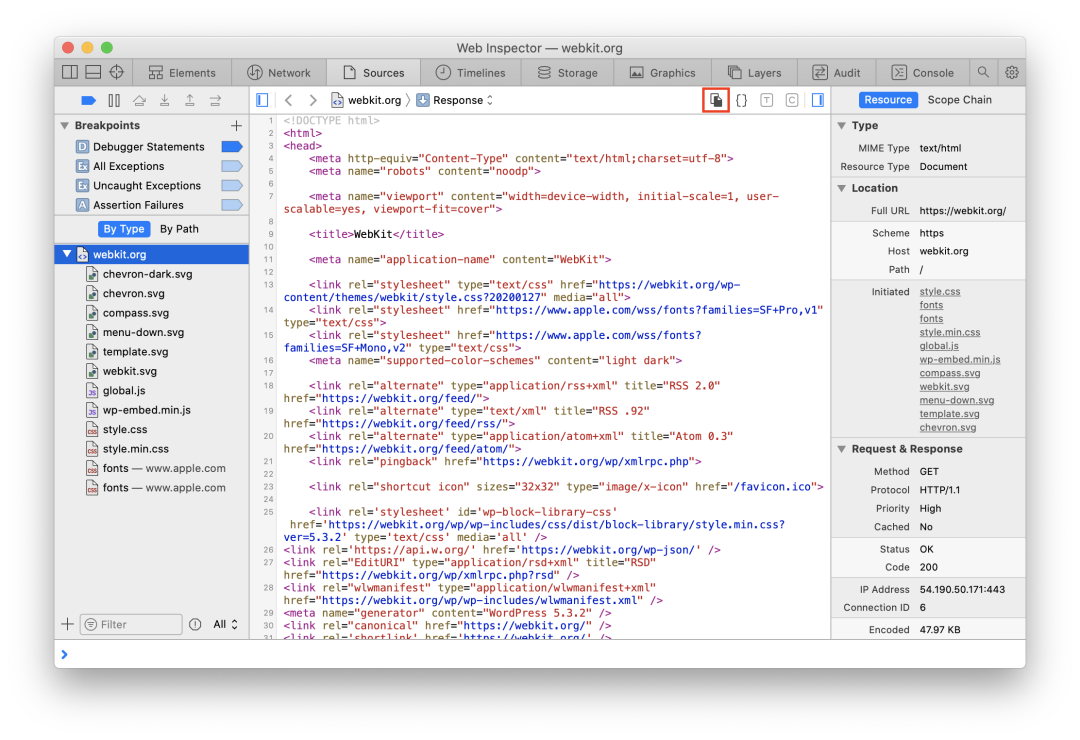 Web Inspector — webkit.org
Elements Network Sources Timelines Storage Graphics Layers Audit Console
webkit.org Response {} T C Resource Scope Chain
Breakpoints
D Debugger Statements
Ex All Exceptions
Ex Uncaught Exceptions
A Assertion Failures
By Type By Path
webkit.org
chevron-dark.svg
chevron.svg
compass.svg
menu-down.svg
template.svg
webkit.svg
JS global.js
JS wp-embed.min.js
CSS style.css
CSS style.min.css
CSS fonts — www.apple.com
CSS fonts — www.apple.com
Filter All
1 <!DOCTYPE html>
2 <html>
3 <head>
4 <meta http-equiv="Content-Type" content="text/html;charset=utf-8">
5 <meta name="robots" content="noodp">
6
7 <meta name="viewport" content="width=device-width, initial-scale=1, user-
scalable=yes, viewport-fit=cover">
8
9 <title>WebKit</title>
10
11 <meta name="application-name" content="WebKit">
12
13 <link rel="stylesheet" type="text/css" href="https://webkit.org/wp-
content/themes/webkit/style.css?20200127" media="all">
14 <link rel="stylesheet" href="https://www.apple.com/wss/fonts?families=SF+Pro,v1"
type="text/css">
15 <link rel="stylesheet" href="https://www.apple.com/wss/fonts?
families=SF+Mono,v2" type="text/css">
16 <meta name="supported-color-schemes" content="light dark">
17
18 <link rel="alternate" type="application/rss+xml" title="RSS 2.0"
href="https://webkit.org/feed/">
19 <link rel="alternate" type="text/xml" title="RSS .92"
href="https://webkit.org/feed/rss/">
20 <link rel="alternate" type="application/atom+xml" title="Atom 0.3"
href="https://webkit.org/feed/atom/">
21 <link rel="pingback" href="https://webkit.org/wp/xmlrpc.php">
22
23 <link rel="shortcut icon" sizes="32x32" type="image/x-icon" href="/favicon.ico">
24
25 <link rel='stylesheet' id='wp-block-library-css'
href='https://webkit.org/wp/wp-includes/css/dist/block-library/style.min.css?
ver=5.3.2' type='text/css' media='all' />
26 <link rel='https://api.w.org/' href='https://webkit.org/wp-json/' />
27 <link rel="EditURI" type="application/rsd+xml" title="RSD"
href="https://webkit.org/wp/xmlrpc.php?rsd" />
28 <link rel="wlwmanifest" type="application/wlwmanifest+xml"
href="https://webkit.org/wp/wp-includes/wlwmanifest.xml" />
29 <meta name="generator" content="WordPress 5.3.2" />
30 <link rel="canonical" href="https://webkit.org/" />
31 <link rel='shortlink' href='https://webkit.org/' />
Type
MIME Type text/html
Resource Type Document
Location
Full URL https://webkit.org/
Scheme https
Host webkit.org
Path /
Initiated style.css
fonts
fonts
style.min.css
global.js
wp-embed.min.js
compass.svg
webkit.svg
menu-down.svg
template.svg
chevron.svg
Request & Response
Method GET
Protocol HTTP/1.1
Priority High
Cached No
Status OK
Code 200
IP Address 54.190.50.171:443
Connection ID 6
Encoded 47.97 KB